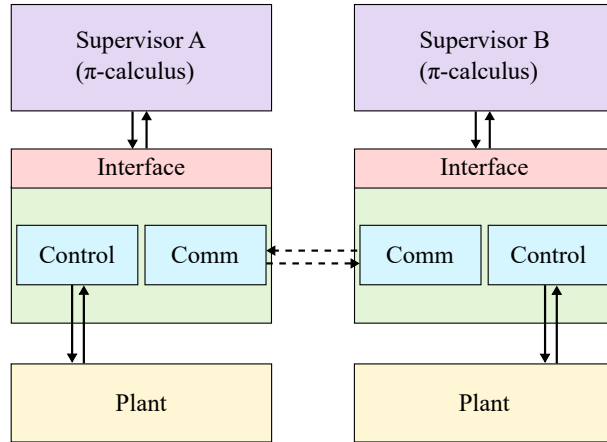 Supervisor A
(π-calculus)
Supervisor B
(π-calculus)
Interface
Interface
Control
Comm
Comm
Control
Plant
Plant